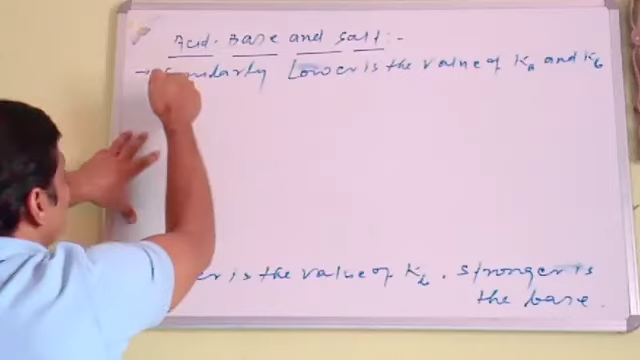 Acid. Base and Salt:-
→ Similarly Lower is the value of Ka and Kb
er is the value of Kb. stronger is
the base.